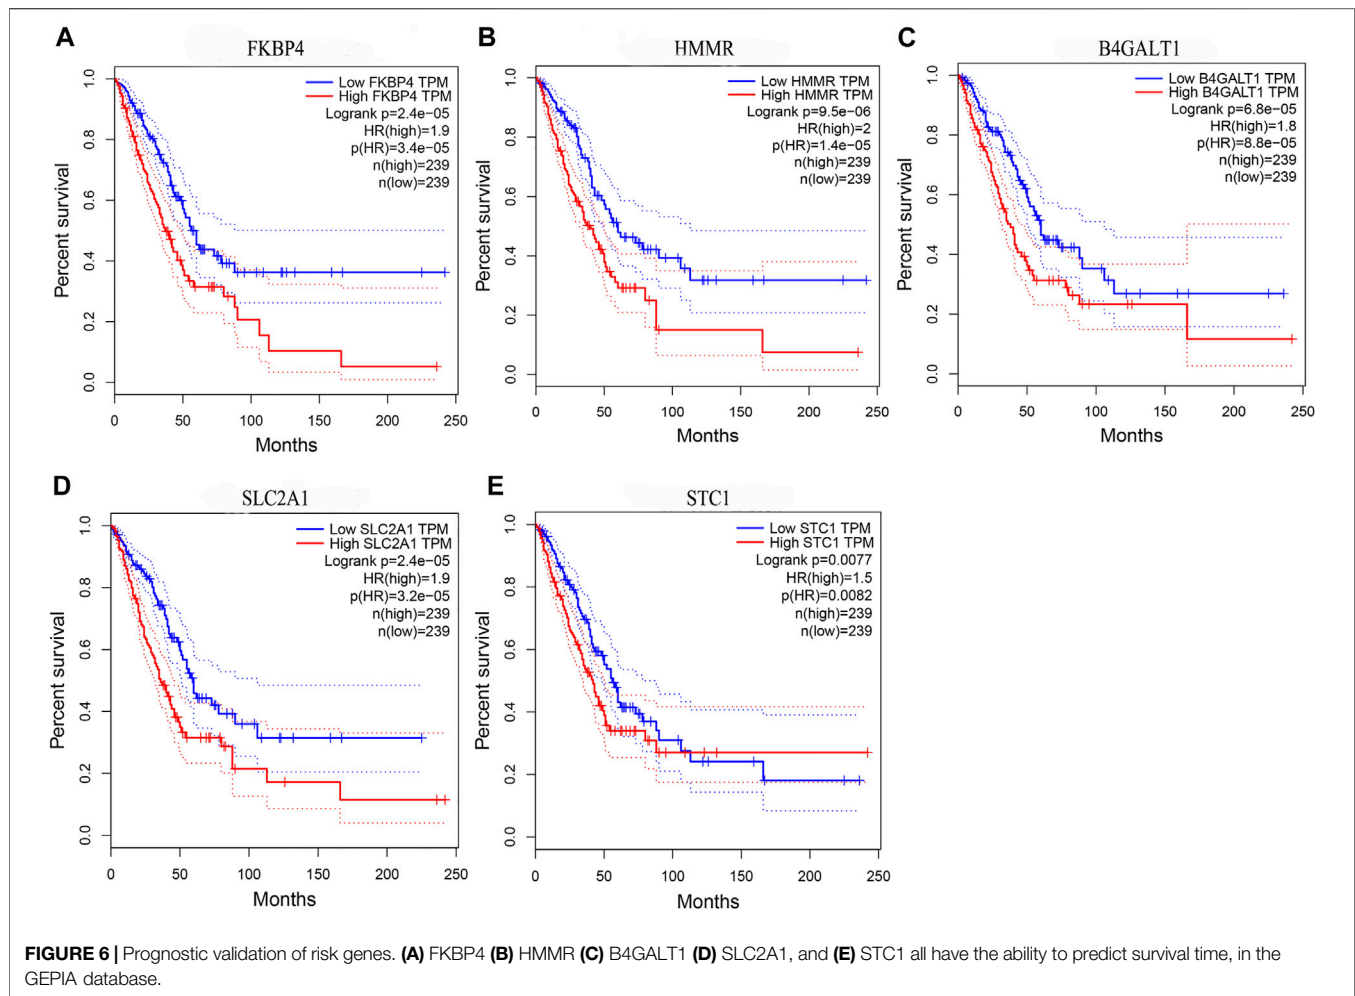 A
FKBP4
Low FKBP4 TPM
High FKBP4 TPM
Logrank p=2.4e-05
HR(high)=1.9
p(HR)=3.4e-05
n(high)=239
n(low)=239
Percent survival
1.0
0.8
0.6
0.4
0.2
0.0
0 50 100 150 200 250
Months
B
HMMR
Low HMMR TPM
High HMMR TPM
Logrank p=9.5e-06
HR(high)=2
p(HR)=1.4e-05
n(high)=239
n(low)=239
Percent survival
1.0
0.8
0.6
0.4
0.2
0.0
0 50 100 150 200 250
Months
C
B4GALT1
Low B4GALT1 TPM
High B4GALT1 TPM
Logrank p=6.8e-05
HR(high)=1.8
p(HR)=8.8e-05
n(high)=239
n(low)=239
Percent survival
1.0
0.8
0.6
0.4
0.2
0.0
0 50 100 150 200 250
Months
D
SLC2A1
Low SLC2A1 TPM
High SLC2A1 TPM
Logrank p=2.4e-05
HR(high)=1.9
p(HR)=3.2e-05
n(high)=239
n(low)=239
Percent survival
1.0
0.8
0.6
0.4
0.2
0.0
0 50 100 150 200 250
Months
E
STC1
Low STC1 TPM
High STC1 TPM
Logrank p=0.0077
HR(high)=1.5
p(HR)=0.0082
n(high)=239
n(low)=239
Percent survival
1.0
0.8
0.6
0.4
0.2
0.0
0 50 100 150 200 250
Months
FIGURE 6 | Prognostic validation of risk genes. (A) FKBP4 (B) HMMR (C) B4GALT1 (D) SLC2A1, and (E) STC1 all have the ability to predict survival time, in the
GEPIA database.